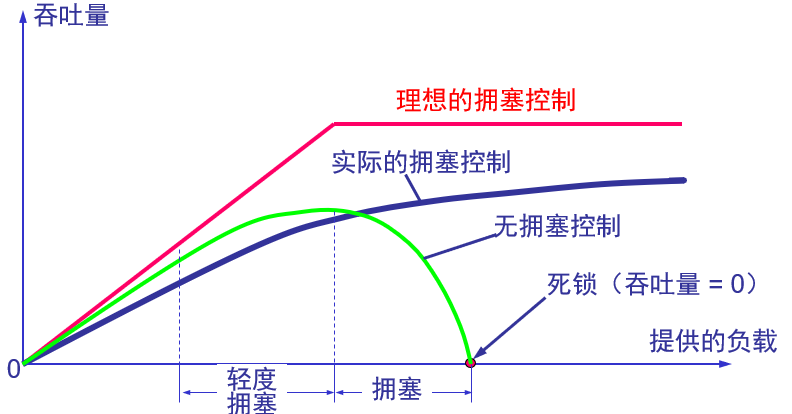 吞吐量
理想的拥塞控制
实际的拥塞控制
无拥塞控制
死锁（吞吐量 = 0）
提供的负载
0
轻度
拥塞
拥塞